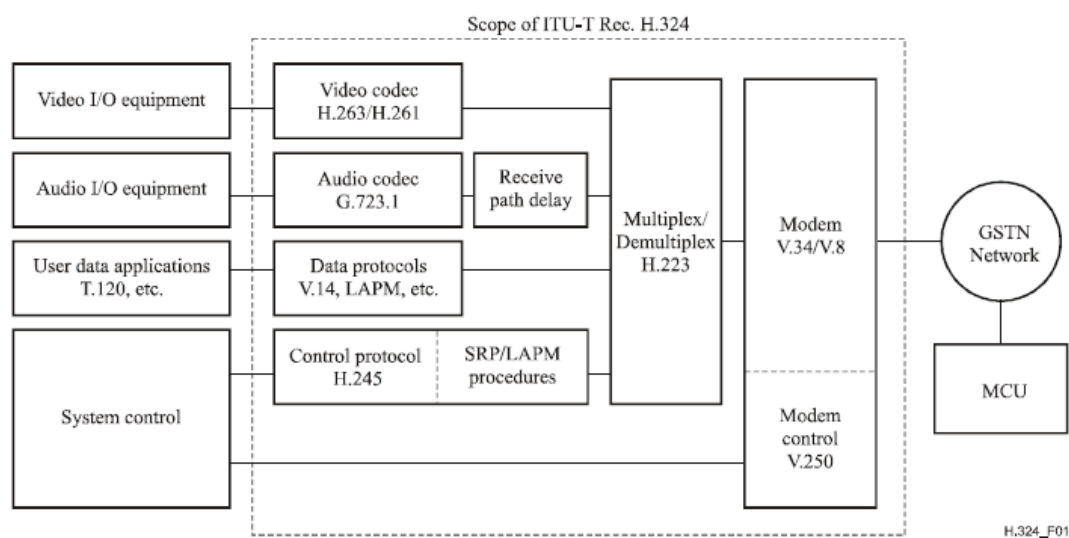 Scope of ITU-T Rec. H.324
Video I/O equipment
Video codec
H.263/H.261
Audio I/O equipment
Audio codec
G.723.1
Receive
path delay
Multiplex/
Demultiplex
H.223
Modem
V.34/V.8
GSTN
Network
User data applications
T.120, etc.
Data protocols
V.14, LAPM, etc.
System control
Control protocol
H.245
SRP/LAPM
procedures
Modem
control
V.250
MCU
H.324_F01